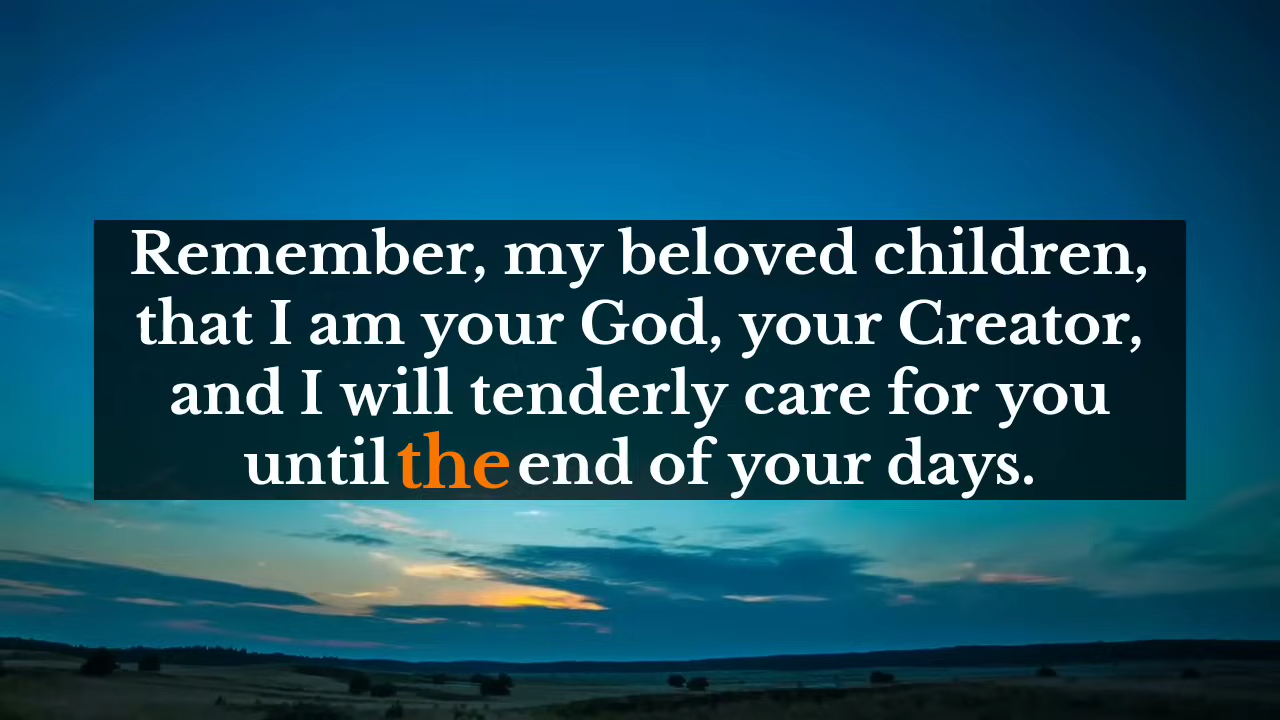 Remember, my beloved children,
that I am your God, your Creator,
and I will tenderly care for you
until the end of your days.